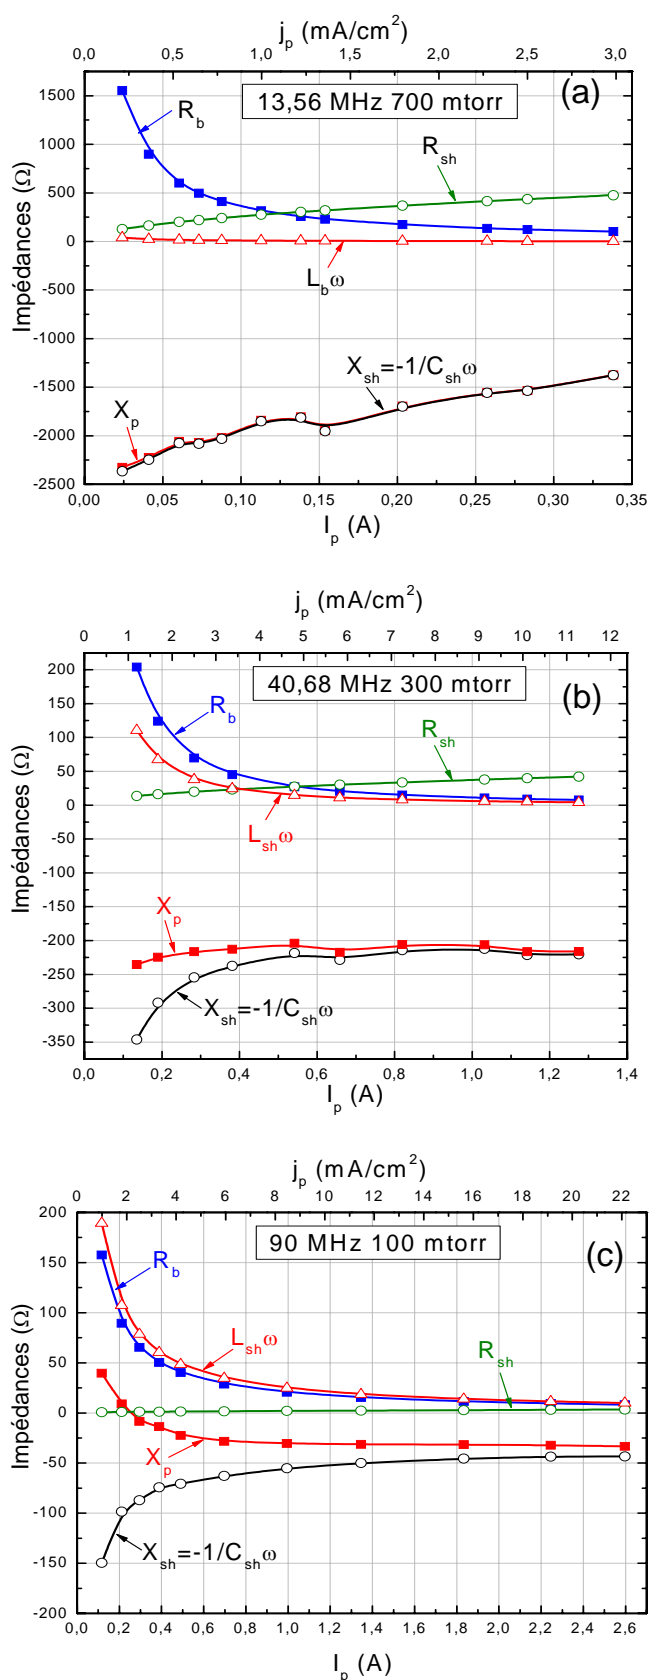 j_p (mA/cm²)
0,0 0,5 1,0 1,5 2,0 2,5 3,0
13,56 MHz 700 mtorr
(a)
R_b
R_sh
L_bω
X_sh=-1/C_shω
X_p
Impédances (Ω)
1500
1000
500
0
-500
-1000
-1500
-2000
-2500
0,00 0,05 0,10 0,15 0,20 0,25 0,30 0,35
I_p (A)
j_p (mA/cm²)
0 1 2 3 4 5 6 7 8 9 10 11 12
40,68 MHz 300 mtorr
(b)
R_b
R_sh
L_shω
X_p
X_sh=-1/C_shω
Impédances (Ω)
200
150
100
50
0
-50
-100
-150
-200
-250
-300
-350
0,0 0,2 0,4 0,6 0,8 1,0 1,2 1,4
I_p (A)
j_p (mA/cm²)
0 2 4 6 8 10 12 14 16 18 20 22
90 MHz 100 mtorr
(c)
R_b
L_shω
R_sh
X_p
X_sh=-1/C_shω
Impédances (Ω)
200
150
100
50
0
-50
-100
-150
-200
0,0 0,2 0,4 0,6 0,8 1,0 1,2 1,4 1,6 1,8 2,0 2,2 2,4 2,6
I_p (A)